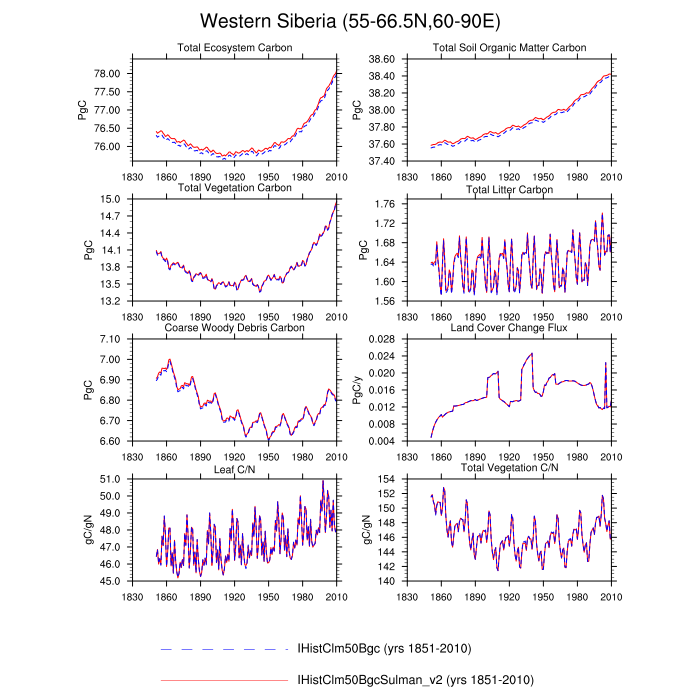 Western Siberia (55-66.5N,60-90E)
Total Ecosystem Carbon
PgC
78.00
77.50
77.00
76.50
76.00
1830 1860 1890 1920 1950 1980 2010
Total Soil Organic Matter Carbon
PgC
38.60
38.40
38.20
38.00
37.80
37.60
37.40
1830 1860 1890 1920 1950 1980 2010
Total Vegetation Carbon
PgC
15.0
14.7
14.4
14.1
13.8
13.5
13.2
1830 1860 1890 1920 1950 1980 2010
Total Litter Carbon
PgC
1.76
1.72
1.68
1.64
1.60
1.56
1830 1860 1890 1920 1950 1980 2010
Coarse Woody Debris Carbon
PgC
7.10
7.00
6.90
6.80
6.70
6.60
1830 1860 1890 1920 1950 1980 2010
Land Cover Change Flux
PgC/y
0.028
0.024
0.020
0.016
0.012
0.008
0.004
1830 1860 1890 1920 1950 1980 2010
Leaf C/N
gC/gN
51.0
50.0
49.0
48.0
47.0
46.0
45.0
1830 1860 1890 1920 1950 1980 2010
Total Vegetation C/N
gC/gN
154
152
150
148
146
144
142
140
1830 1860 1890 1920 1950 1980 2010
IHistClm50Bgc (yrs 1851-2010)
IHistClm50BgcSulman_v2 (yrs 1851-2010)